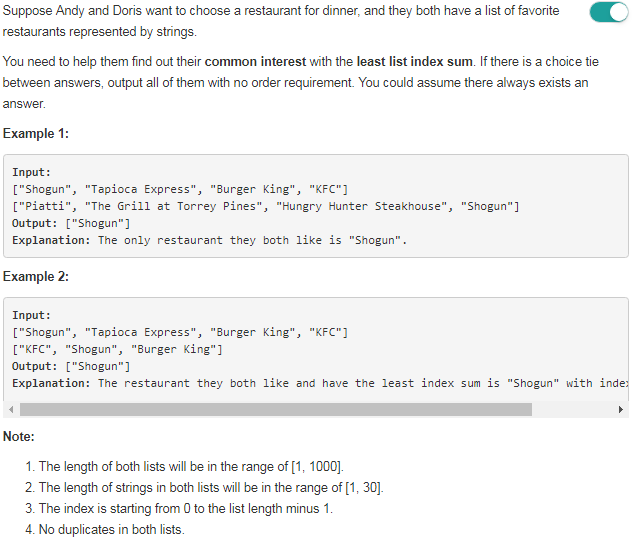 Suppose Andy and Doris want to choose a restaurant for dinner, and they both have a list of favorite
restaurants represented by strings.
You need to help them find out their common interest with the least list index sum. If there is a choice tie
between answers, output all of them with no order requirement. You could assume there always exists an
answer.
Example 1:
Input:
["Shogun", "Tapioca Express", "Burger King", "KFC"]
["Piatti", "The Grill at Torrey Pines", "Hungry Hunter Steakhouse", "Shogun"]
Output: ["Shogun"]
Explanation: The only restaurant they both like is "Shogun".
Example 2:
Input:
["Shogun", "Tapioca Express", "Burger King", "KFC"]
["KFC", "Shogun", "Burger King"]
Output: ["Shogun"]
Explanation: The restaurant they both like and have the least index sum is "Shogun" with
Note:
1. The length of both lists will be in the range of [1, 1000].
2. The length of strings in both lists will be in the range of [1, 30].
3. The index is starting from 0 to the list length minus 1.
4. No duplicates in both lists.